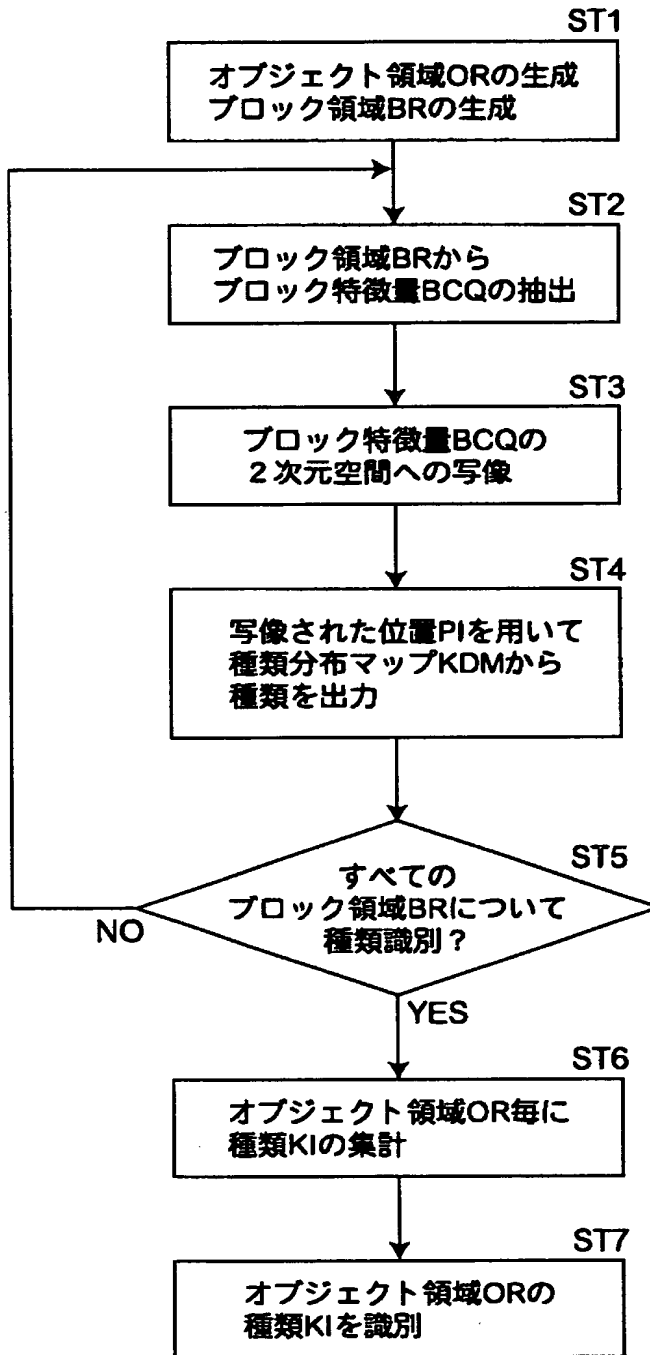 ST1
オブジェクト領域ORの生成
ブロック領域BRの生成
ST2
ブロック領域BRから
ブロック特徴量BCQの抽出
ST3
ブロック特徴量BCQの
２次元空間への写像
ST4
写像された位置PIを用いて
種類分布マップKDMから
種類を出力
ST5
すべての
ブロック領域BRについて
種類識別？
NO
YES
ST6
オブジェクト領域OR毎に
種類KIの集計
ST7
オブジェクト領域ORの
種類KIを識別